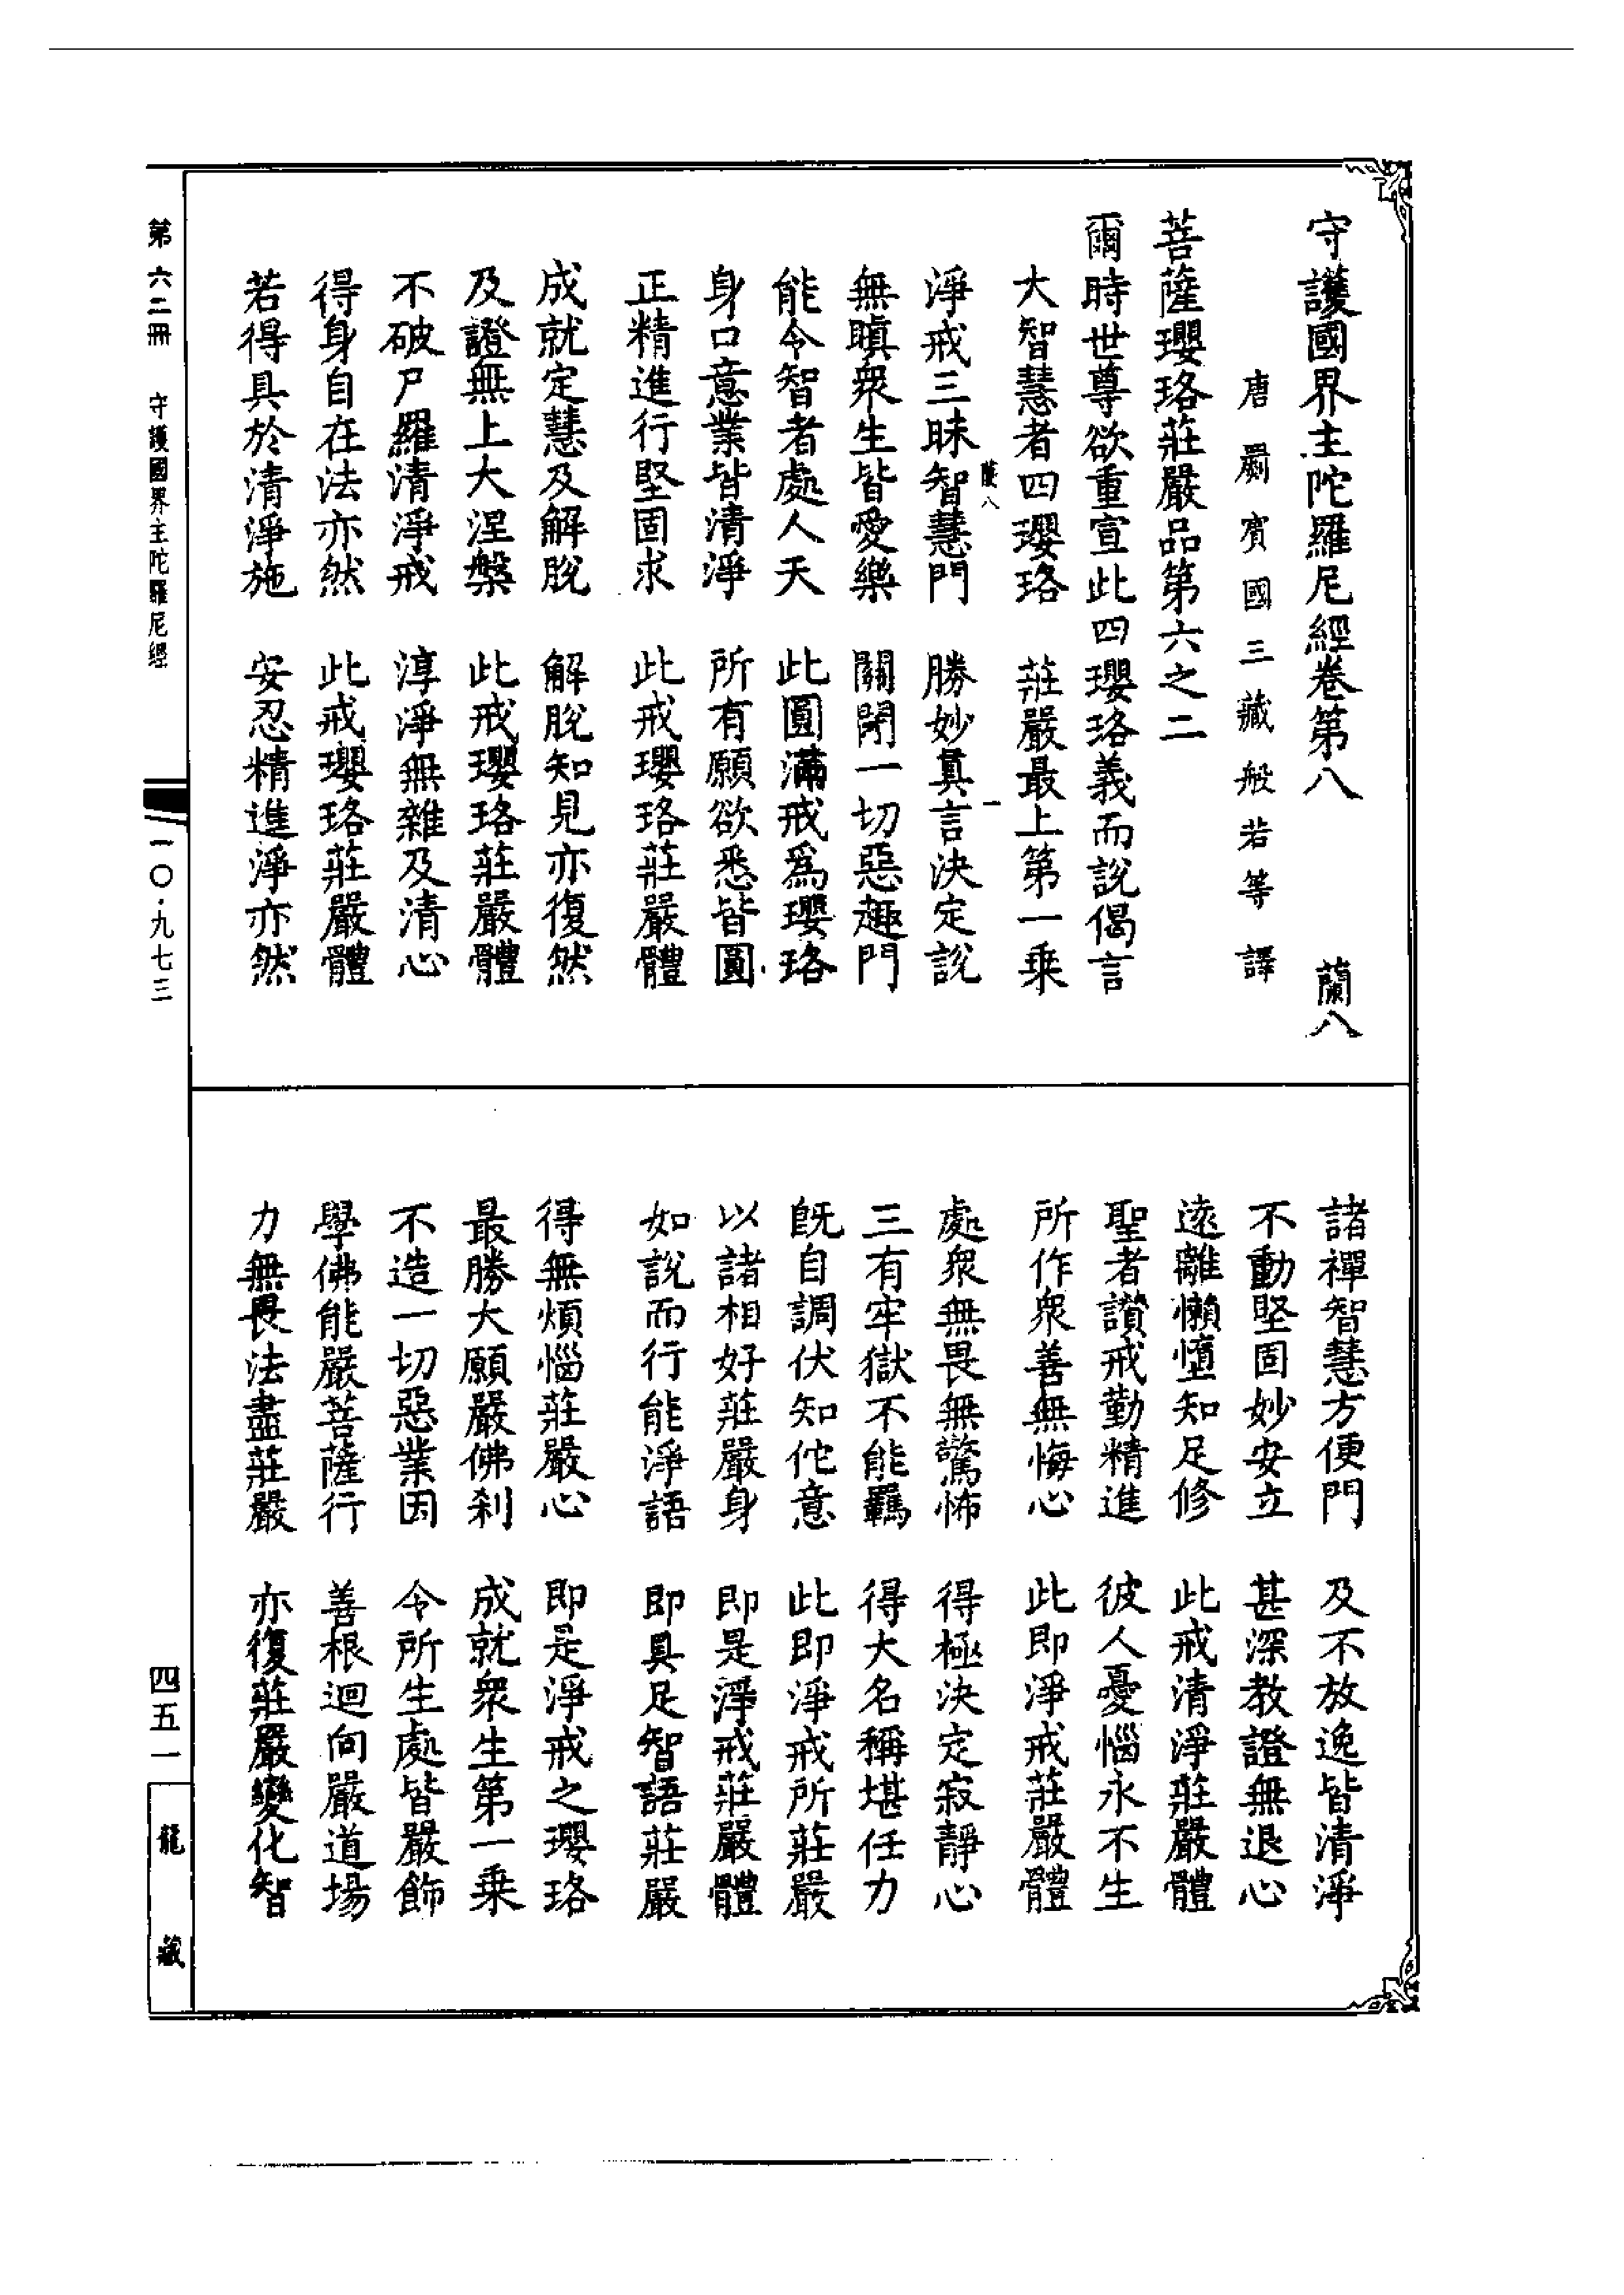 守護國界主陀羅尼經卷第八　蘭八
唐罽賓國三藏般若等譯
菩薩瓔珞莊嚴品第六之二
爾時世尊欲重宣此四瓔珞義而說偈言
大智慧者四瓔珞　莊嚴最上第一乗
蘭八　一
淨戒三昧智慧門　勝妙真言決定說
無瞋衆生皆愛樂　關閉一切惡趣門
能令智者處人天　此圓滿戒爲瓔珞
身口意業皆清淨　所有願欲悉皆圓
正精進行堅固求　此戒瓔珞莊嚴體
成就定慧及解脫　解脫知見亦復然
及證無上大涅槃　此戒瓔珞莊嚴體
不破尸羅清淨戒　淳淨無雜及清心
得身自在法亦然　此戒瓔珞莊嚴體
若得具於清淨施　安忍精進淨亦然
諸禪智慧方便門　及不放逸皆清淨
不動堅固妙安立　甚深教證無退心
遠離懶墮知足修　此戒清淨莊嚴體
聖者讚戒勤精進　彼人憂惱永不生
所作衆善無悔心　此即淨戒莊嚴體
處衆無畏無驚怖　得極決定寂靜心
三有牢獄不能羈　得大名稱堪任力
旣自調伏知佗意　此即淨戒所莊嚴
以諸相好莊嚴身　即是淨戒莊嚴體
如說而行能淨語　即具足智語莊嚴
得無煩惱莊嚴心　即是淨戒之瓔珞
最勝大願嚴佛刹　成就衆生第一乗
不造一切惡業因　令所生處皆嚴飾
學佛能嚴菩薩行　善根迴向嚴道場
力無畏法盡莊嚴　亦復莊嚴變化智
第六二冊　守護國界主陀羅尼經
一〇·九七三
四五一
龍藏